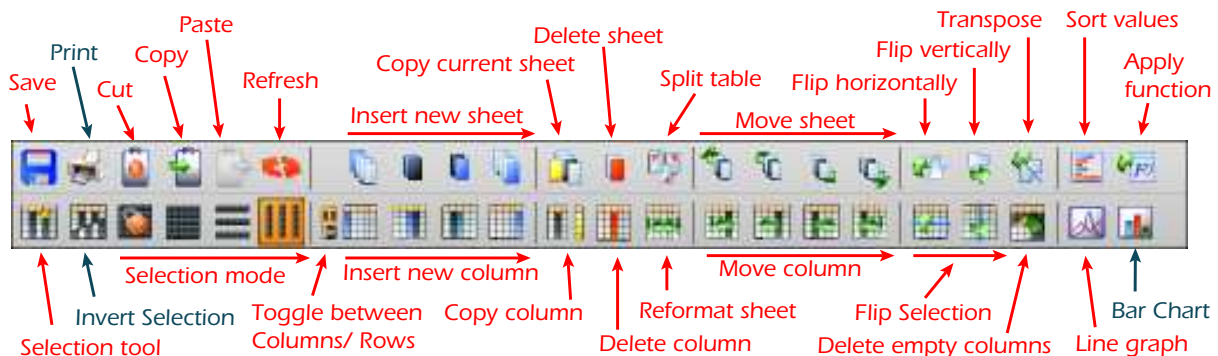 Save
Print
Cut
Copy
Paste
Refresh
Insert new sheet
Copy current sheet
Delete sheet
Split table
Move sheet
Flip horizontally
Flip vertically
Transpose
Sort values
Apply
function
Selection tool
Invert Selection
Selection mode
Toggle between
Columns/ Rows
Insert new column
Copy column
Delete column
Reformat sheet
Move column
Flip Selection
Delete empty columns
Line graph
Bar Chart